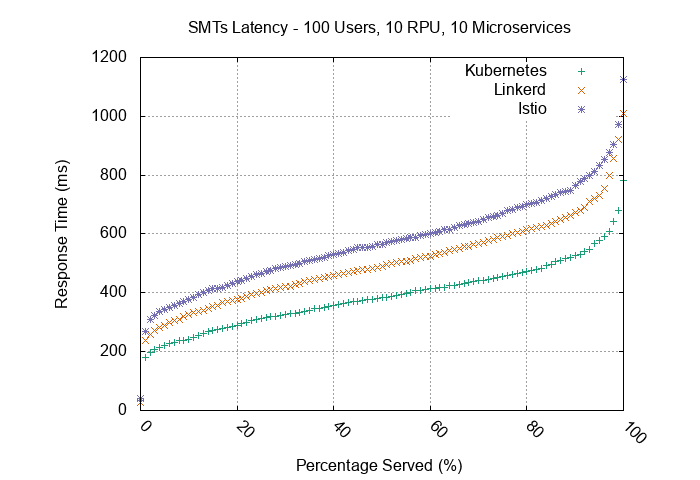 SMTs Latency - 100 Users, 10 RPU, 10 Microservices
1200
1000
800
600
400
200
0
Response Time (ms)
Kubernetes
Linkerd
Istio
0
20
40
60
80
100
Percentage Served (%)